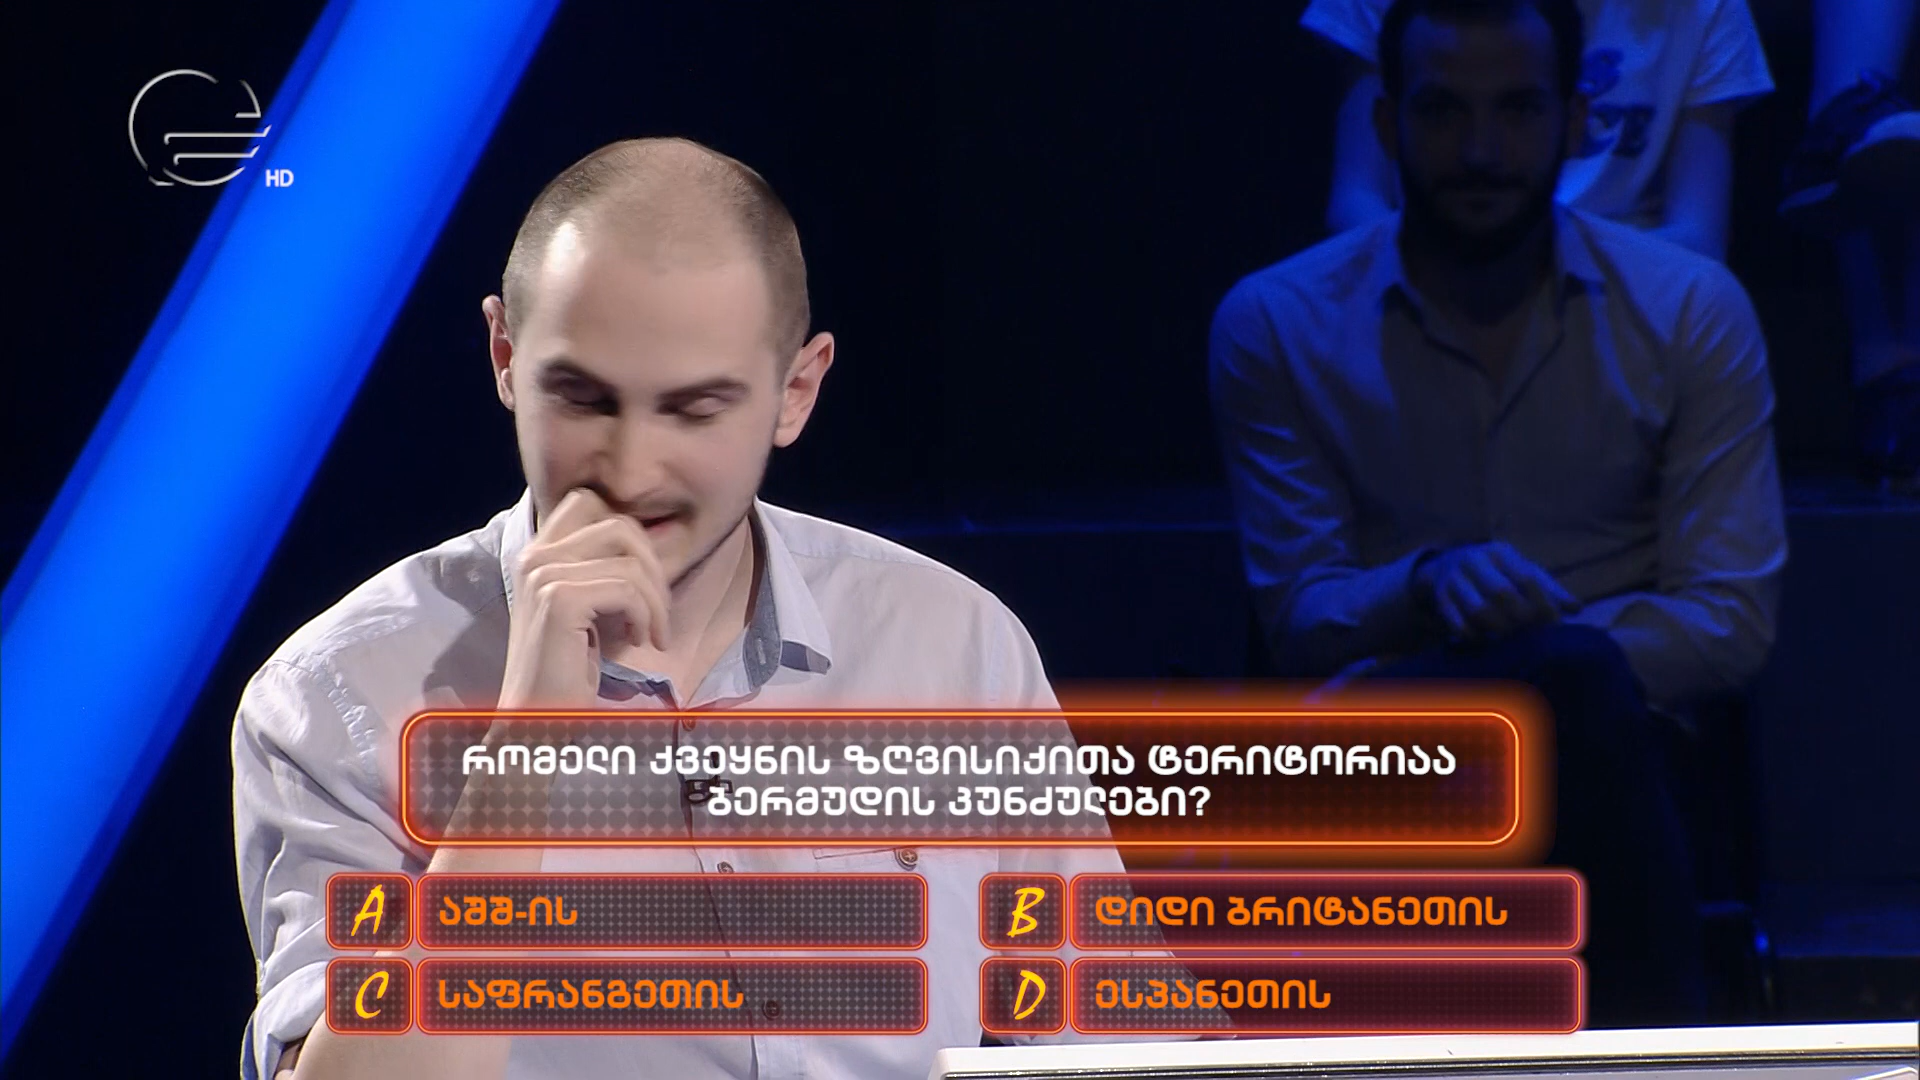 HD
რომელი ქვეყნის ზღვისიქითა ტერიტორიაა
ბერმუდის კუნძულები?
A აშშ-ის
B დიდი ბრიტანეთის
C საფრანგეთის
D ესპანეთის